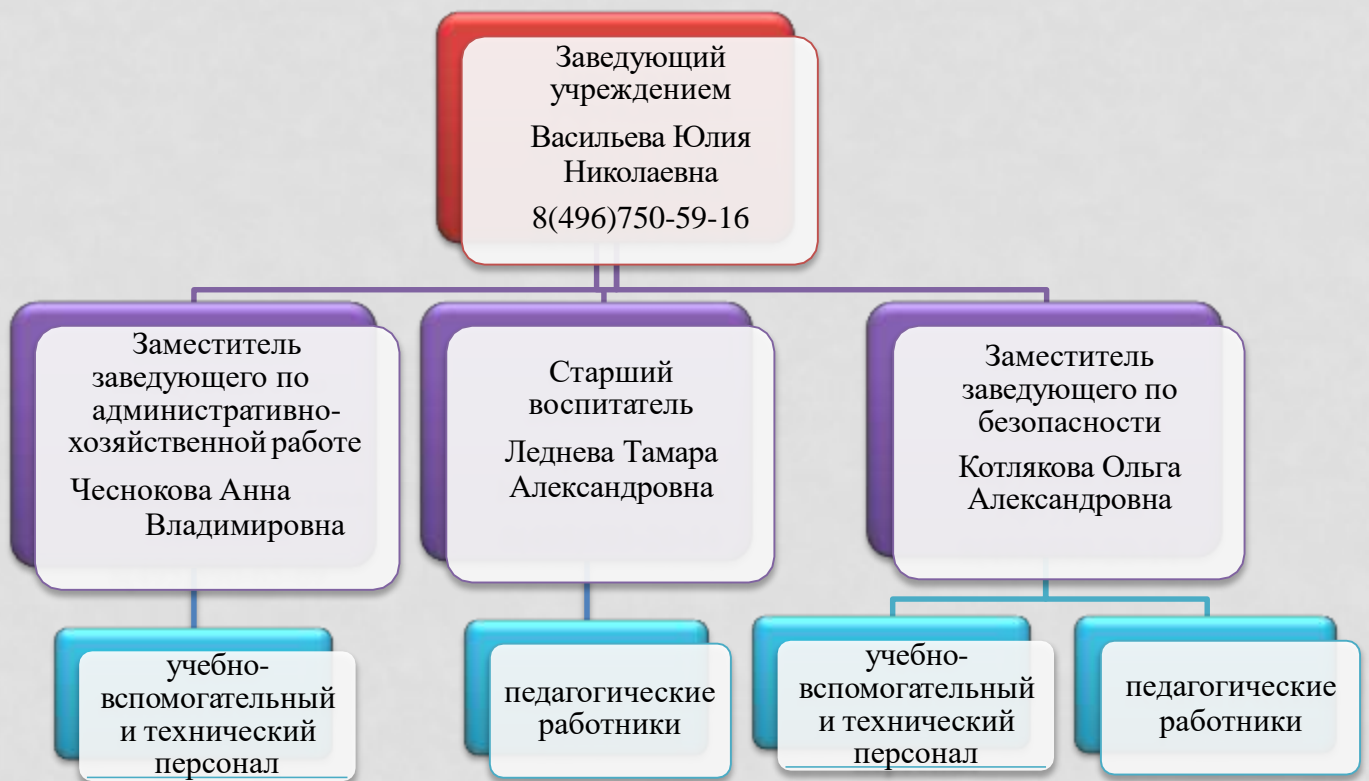 Заведующий
учреждением
Васильева Юлия
Николаевна
8(496)750-59-16
Заместитель
заведующего по
административно-
хозяйственной работе
Чеснокова Анна
Владимировна
Старший
воспитатель
Леднева Тамара
Александровна
Заместитель
заведующего по
безопасности
Котлякова Ольга
Александровна
учебно-
вспомогательный
и технический
персонал
педагогические
работники
учебно-
вспомогательный
и технический
персонал
педагогические
работники